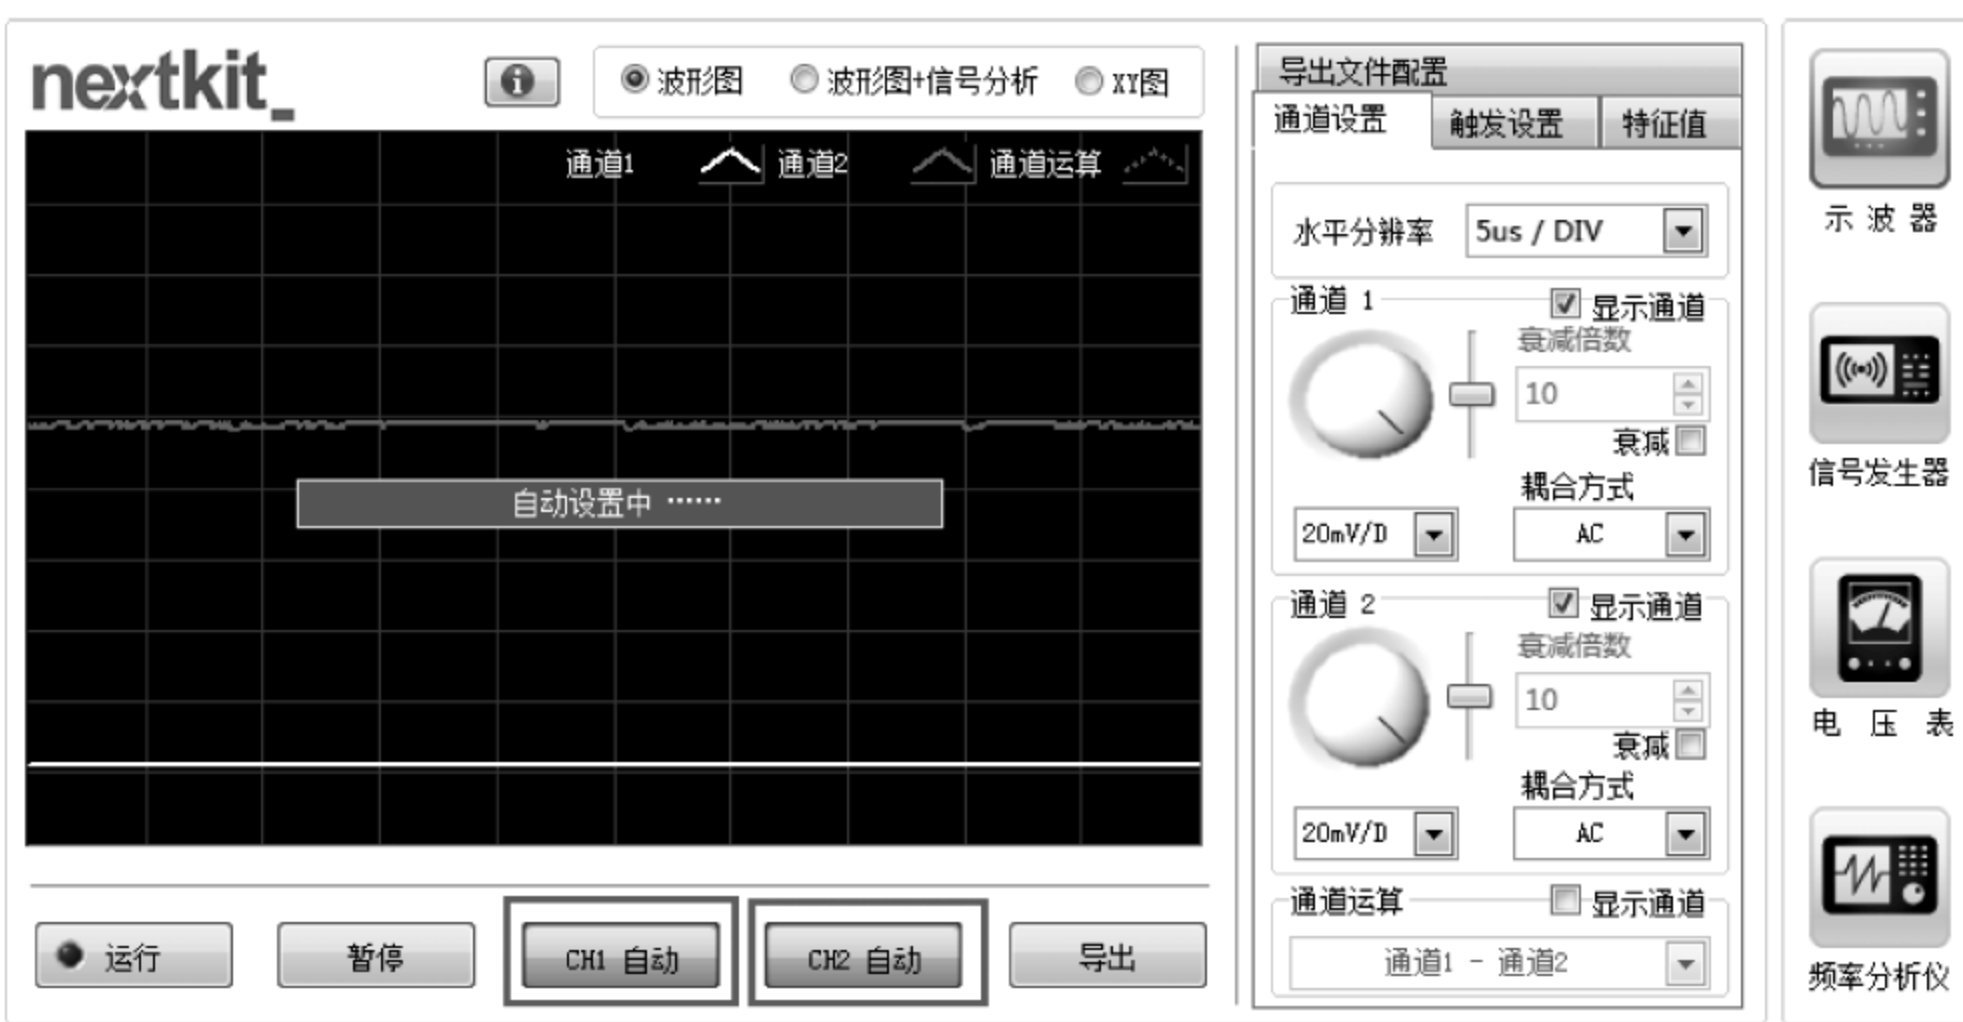 nextkit_
波形图 波形图+信号分析 XY图
通道1 通道2 通道运算
自动设置中 ······
运行 暂停 CH1 自动 CH2 自动 导出
导出文件配置
通道设置 触发设置 特征值
水平分辨率 5us / DIV
通道 1 显示通道
衰减倍数
10
衰减
耦合方式
20mV/D AC
通道 2 显示通道
衰减倍数
10
衰减
耦合方式
20mV/D AC
通道运算 显示通道
通道1 - 通道2
示波器
信号发生器
电压表
频率分析仪